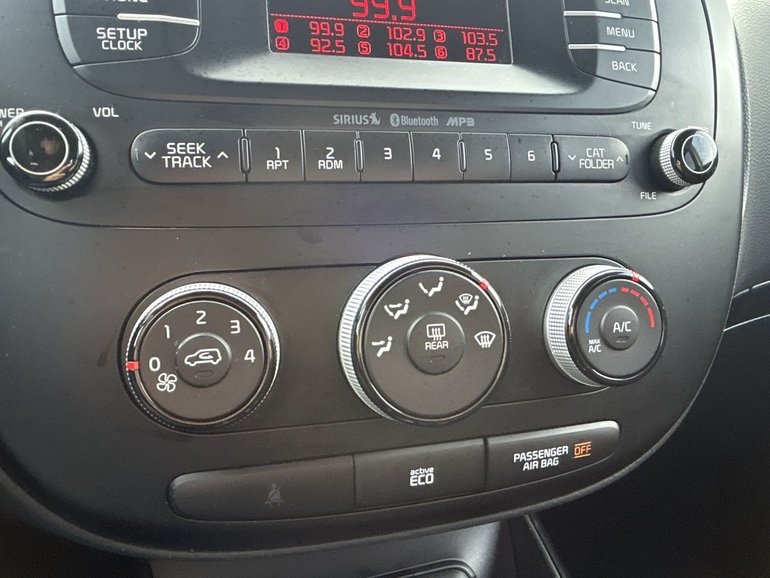 SCAN
SETUP
CLOCK
99.9
1 99.9 2 102.9 3 103.5
4 92.5 5 104.5 6 87.5
MENU
BACK
VOL
SIRIUS Bluetooth MP3
TUNE
FILE
SEEK
TRACK
1
RPT
2
RDM
3
4
5
6
CAT
FOLDER
0 1 2 3 4
REAR
A/C
MAX
A/C
active
ECO
PASSENGER
AIR BAG
OFF